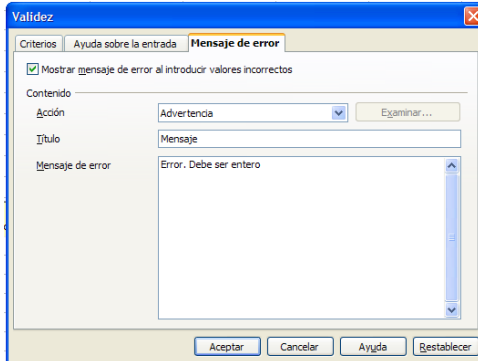 Validez
Criterios Ayuda sobre la entrada Mensaje de error
Mostrar mensaje de error al introducir valores incorrectos
Contenido
Acción Advertencia Examinar...
Título Mensaje
Mensaje de error Error. Debe ser entero
Aceptar Cancelar Ayuda Restablecer